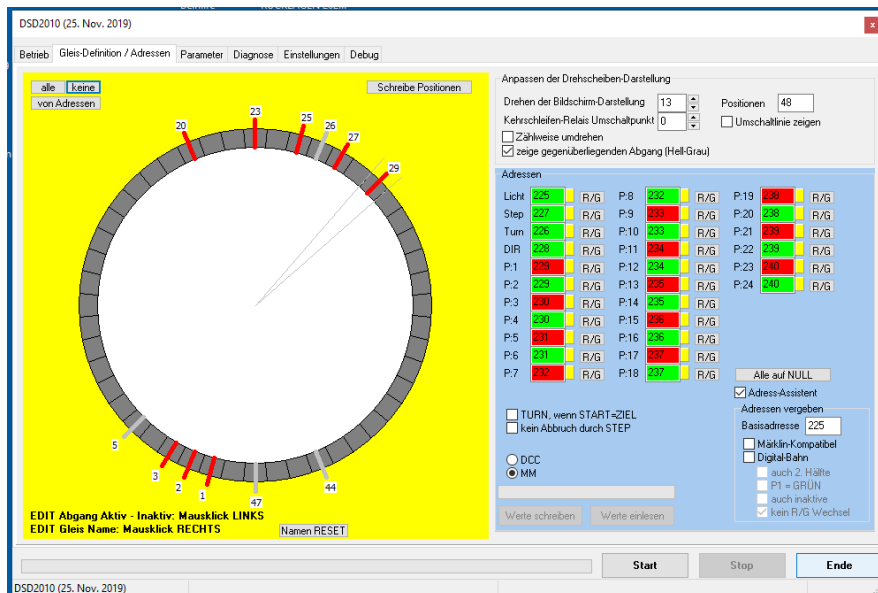 DSD2010 (25. Nov. 2019)
x
Betrieb Gleis-Definition / Adressen Parameter Diagnose Einstellungen Debug
alle keine
von Adressen
Schreibe Positionen
20
23
25
26
27
29
5
3
2
1
47
44
EDIT Abgang Aktiv - Inaktiv: Mausklick LINKS
EDIT Gleis Name: Mausklick RECHTS
Namen RESET
Anpassen der Drehscheiben-Darstellung
Drehen der Bildschirm-Darstellung 13 Positionen 48
Kehrschleifen-Relais Umschaltpunkt 0 Umschaltlinie zeigen
Zählweise umdrehen
zeige gegenüberliegenden Abgang (Hell-Grau)
Adressen
Licht 225 R/G P:8 232 R/G P:19 238 R/G
Step 227 R/G P:9 233 R/G P:20 238 R/G
Turn 226 R/G P:10 233 R/G P:21 239 R/G
DIR 228 R/G P:11 234 R/G P:22 239 R/G
P:1 229 R/G P:12 234 R/G P:23 240 R/G
P:2 229 R/G P:13 235 R/G P:24 240 R/G
P:3 230 R/G P:14 235 R/G
P:4 230 R/G P:15 236 R/G
P:5 231 R/G P:16 236 R/G
P:6 231 R/G P:17 237 R/G
P:7 232 R/G P:18 237 R/G
Alle auf NULL
Adress-Assistent
TURN, wenn START=ZIEL
kein Abbruch durch STEP
DCC
MM
Werte schreiben Werte einlesen
Adressen vergeben
Basisadrresse 225
Märklin-Kompatibel
Digital-Bahn
auch 2. Hälfte
P1 = GRÜN
auch inaktive
kein R/G Wechsel
Start Stop Ende
DSD2010 (25. Nov. 2019)